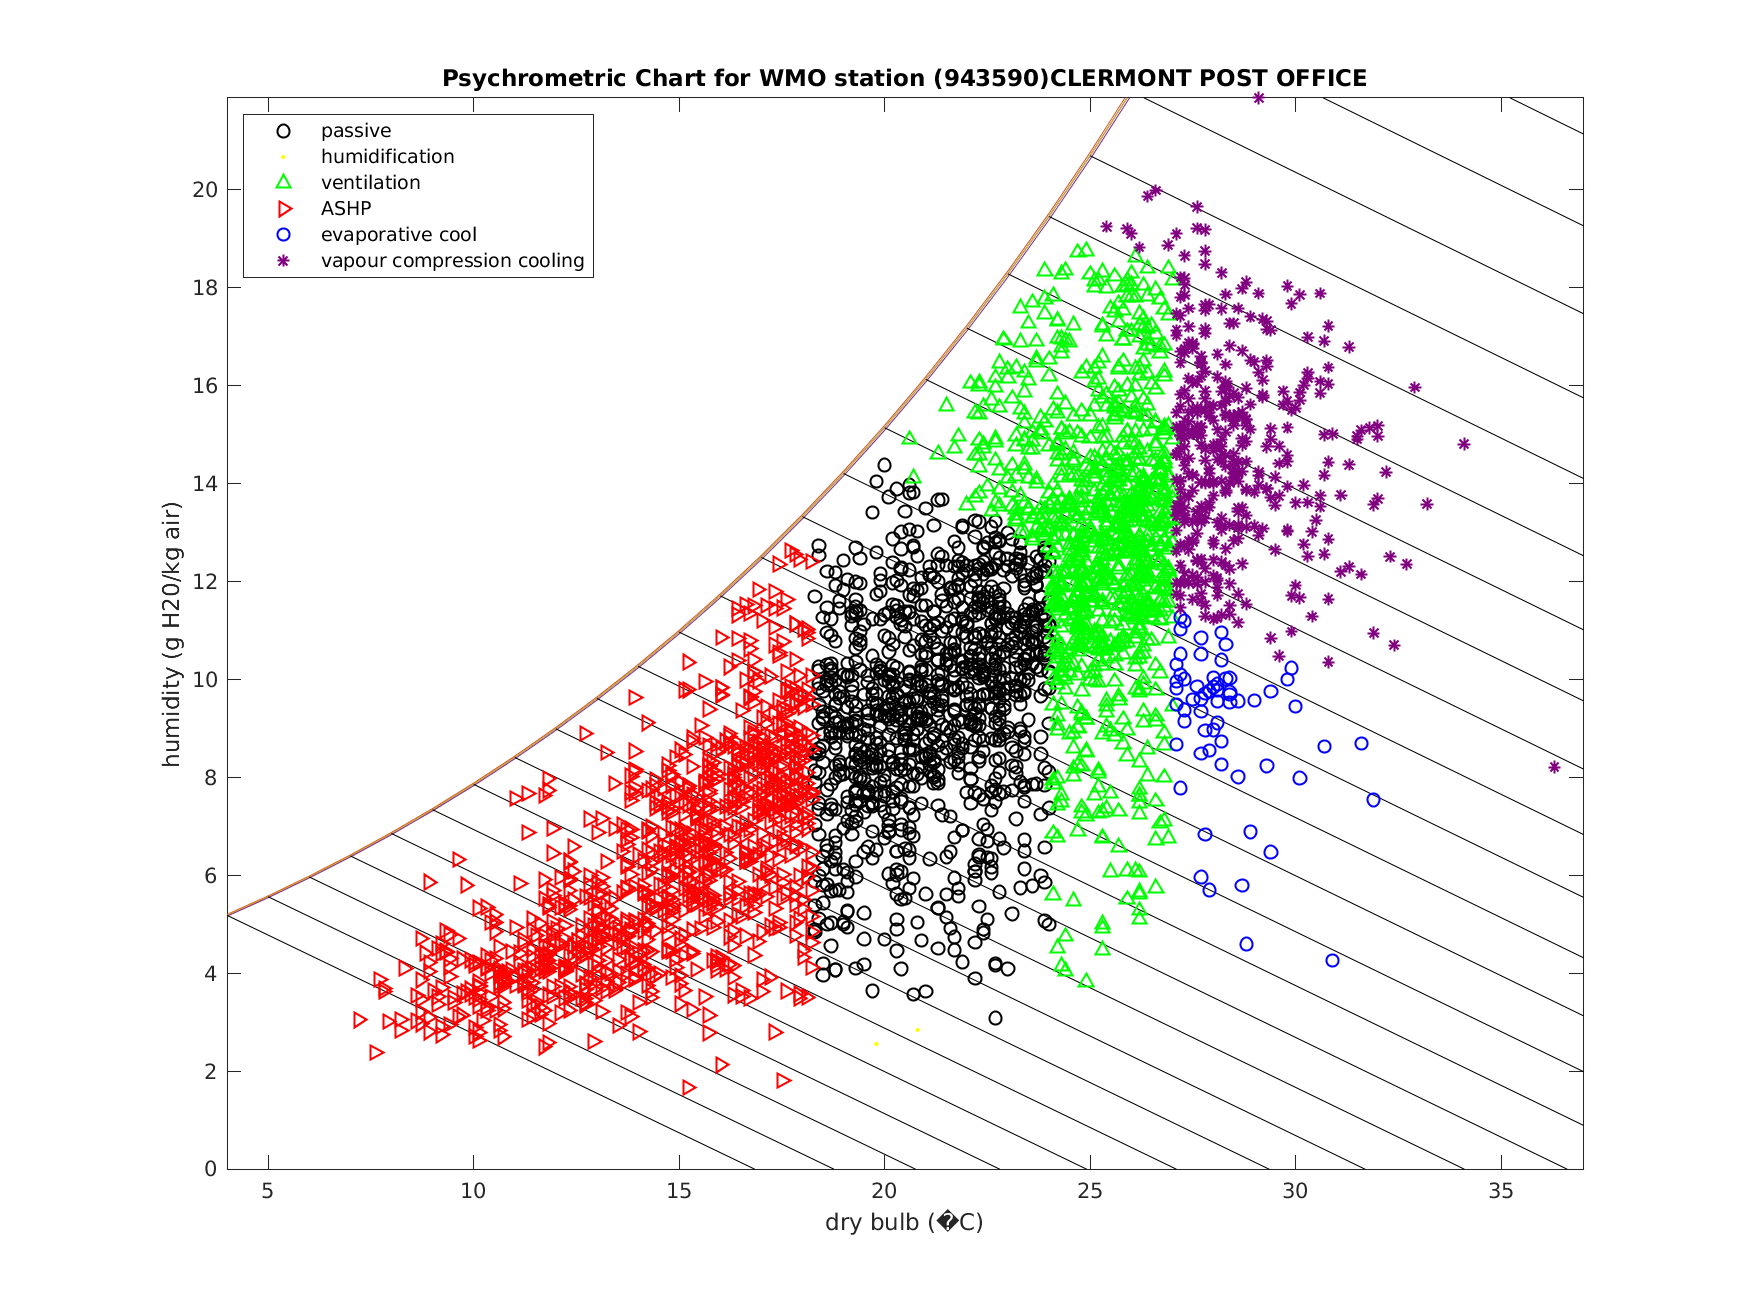 Psychrometric Chart for WMO station (943590)CLERMONT POST OFFICE
passive
humidification
ventilation
ASHP
evaporative cool
vapour compression cooling
humidity (g H20/kg air)
20
18
16
14
12
10
8
6
4
2
0
5
10
15
20
25
30
35
dry bulb (�C)